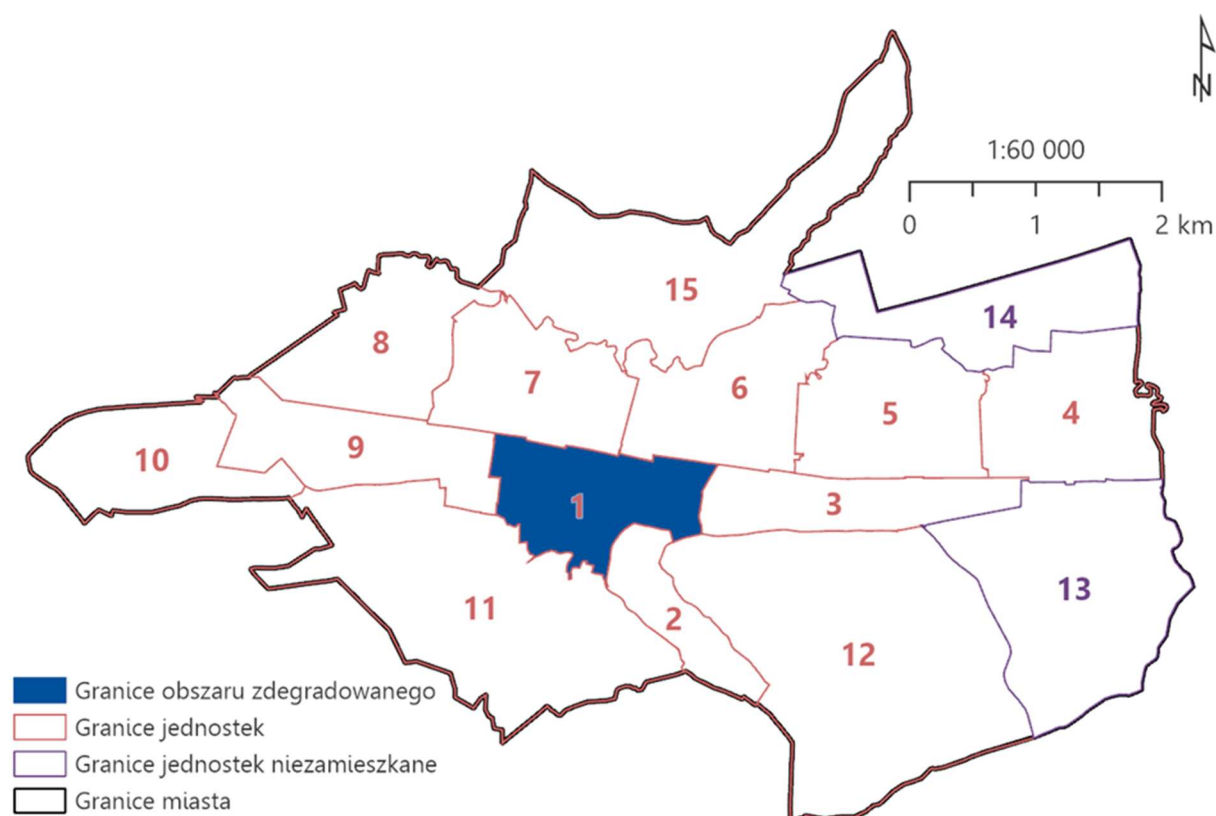 N
1:60 000
0 1 2 km
15
14
8
7
6
5
4
10
9
1
3
13
11
2
12
Granice obszaru zdegradowanego
Granice jednostek
Granice jednostek niezamieszkane
Granice miasta